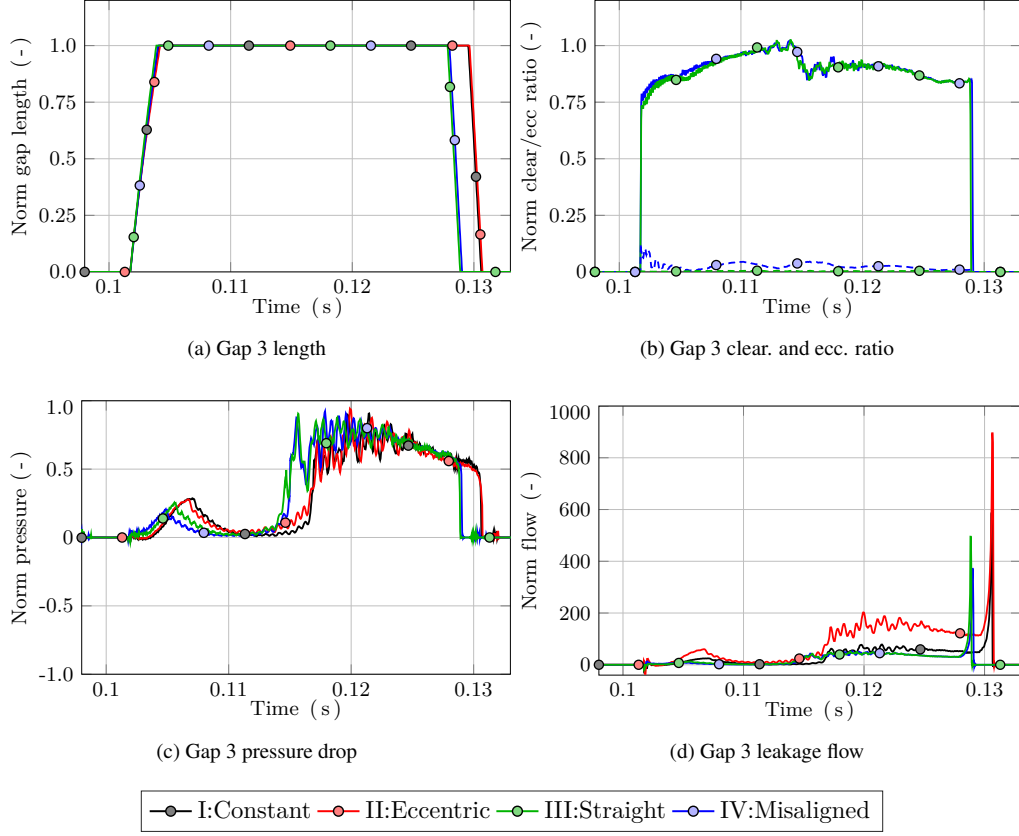 1.0
0.75
0.5
0.25
0.0
Norm gap length (-)
0.1 0.11 0.12 0.13
Time (s)
(a) Gap 3 length
1.0
0.75
0.5
0.25
0.0
Norm clear/ecc ratio (-)
0.1 0.11 0.12 0.13
Time (s)
(b) Gap 3 clear. and ecc. ratio
1.0
0.5
0
-0.5
-1.0
Norm pressure (-)
0.1 0.11 0.12 0.13
Time (s)
(c) Gap 3 pressure drop
1000
800
600
400
200
0
Norm flow (-)
0.1 0.11 0.12 0.13
Time (s)
(d) Gap 3 leakage flow
I:Constant II:Eccentric III:Straight IV:Misaligned